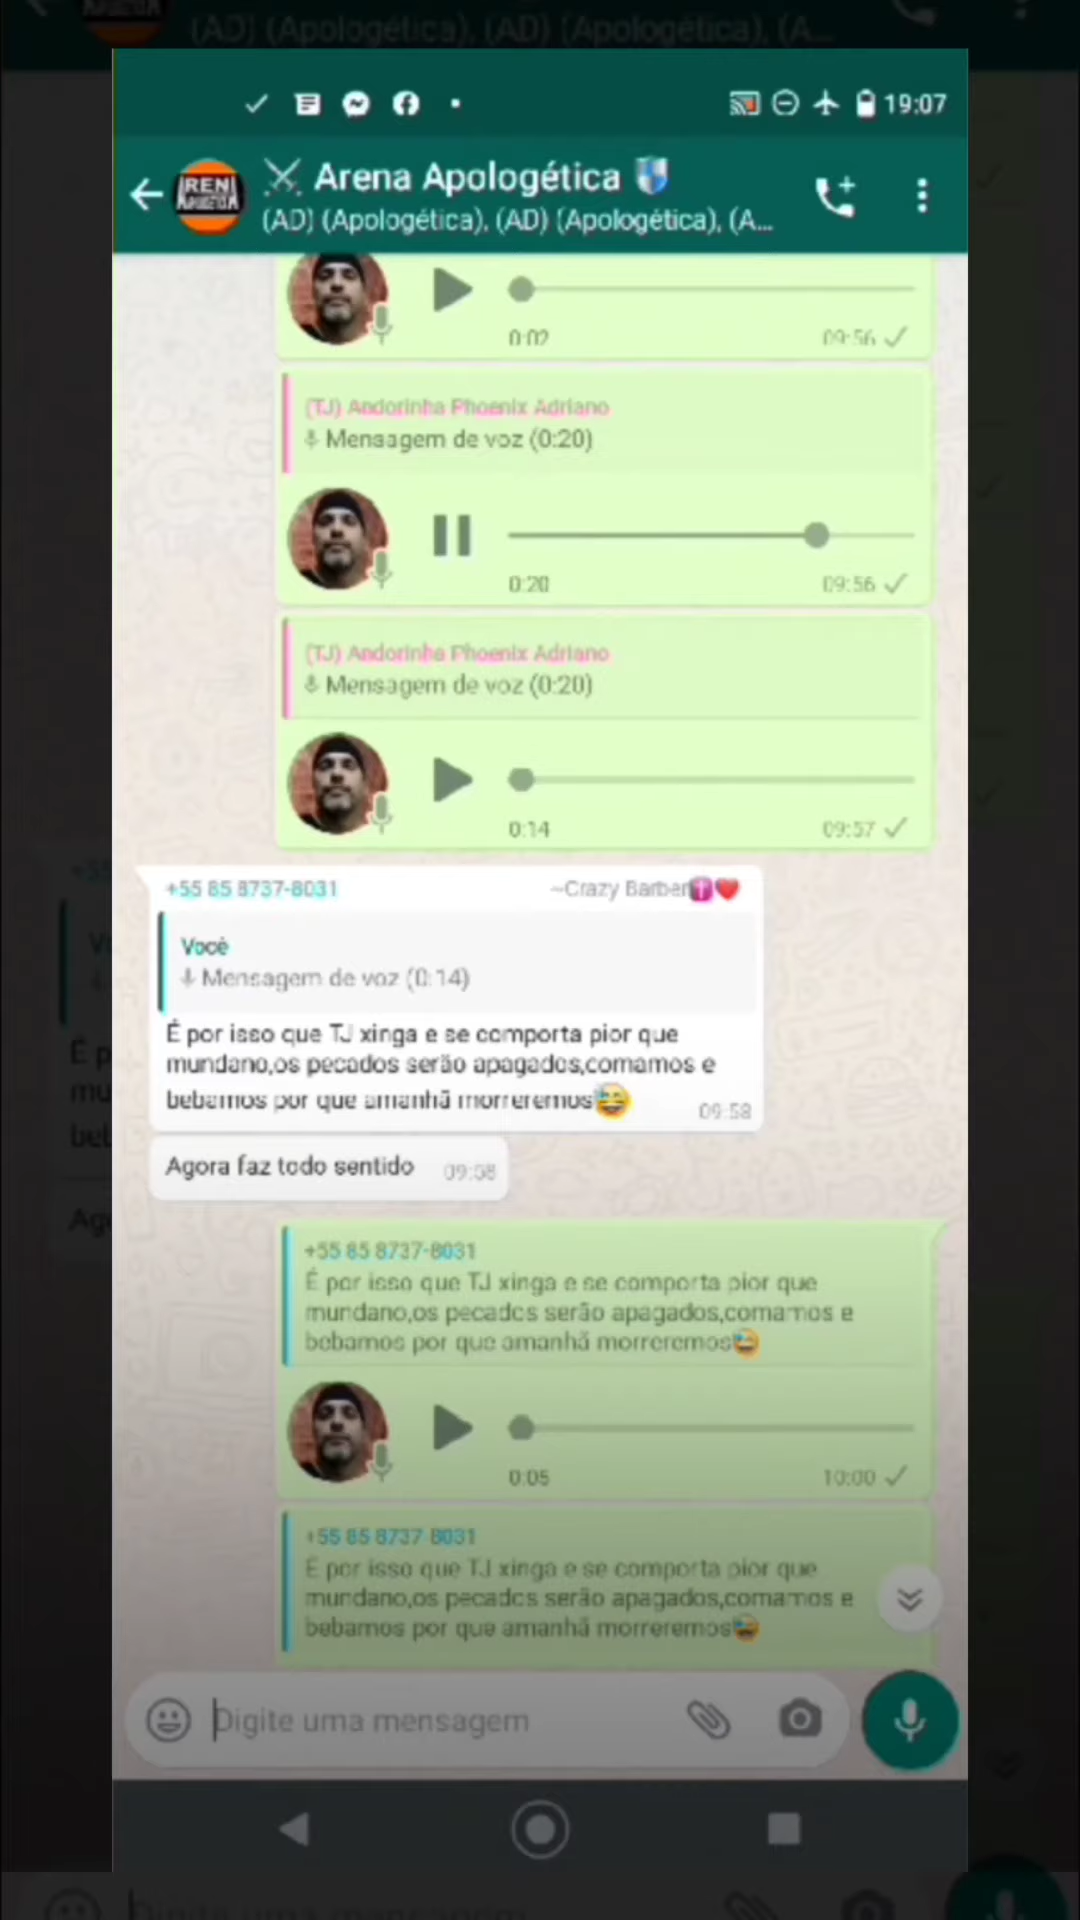 19:07
Arena Apologética
(AD) (Apologética), (AD) (Apologética), (A...
0:02
09:56
(TJ) Andorinha Phoenix Adriano
Mensagem de voz (0:20)
0:20
09:56
(TJ) Andorinha Phoenix Adriano
Mensagem de voz (0:20)
0:14
09:57
+55 85 8737-8031
~Crazy Barber✝️❤️
Você
Mensagem de voz (0:14)
É por isso que TJ xinga e se comporta pior que
mundano,os pecados serão apagados,comamos e
bebamos por que amanhã morreremos😅
09:58
Agora faz todo sentido
09:58
+55 85 8737-8031
É por isso que TJ xinga e se comporta pior que
mundano,os pecados serão apagados,comamos e
bebamos por que amanhã morreremos😅
0:05
10:00
+55 85 8737-8031
É por isso que TJ xinga e se comporta pior que
mundano,os pecados serão apagados,comamos e
bebamos por que amanhã morreremos😅
Digite uma mensagem